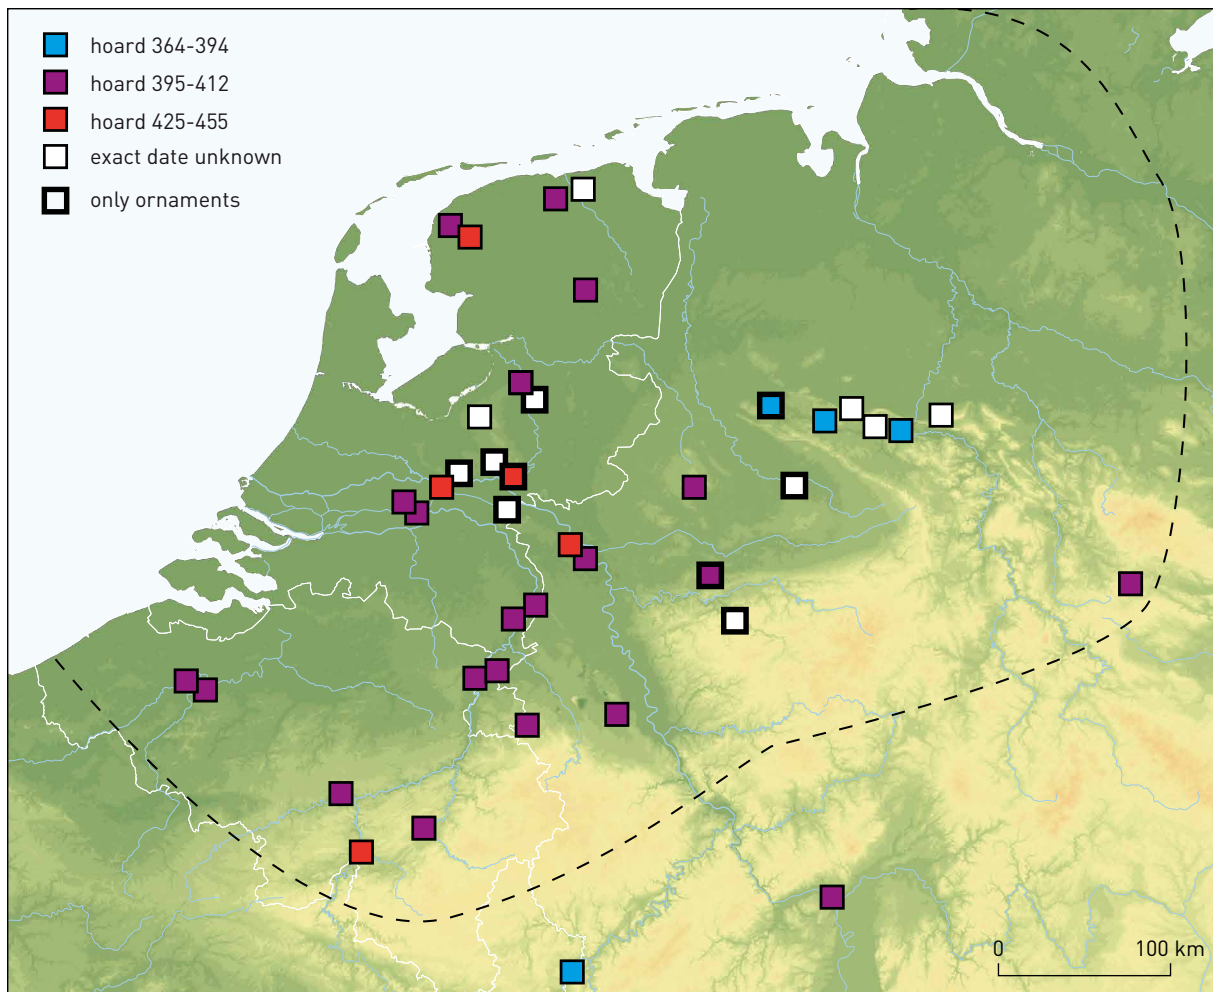 hoard 364-394
hoard 395-412
hoard 425-455
exact date unknown
only ornaments
0 100 km